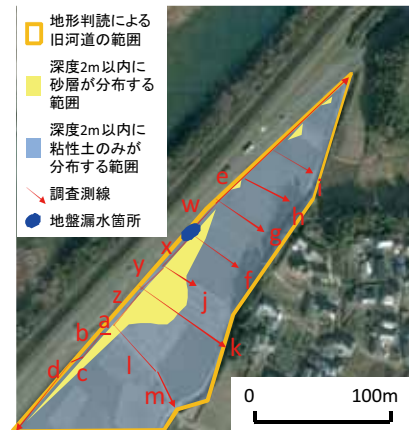 地形判読による
旧河道の範囲
深度2m以内に
砂層が分布する
範囲
深度2m以内に
粘性土のみが
分布する範囲
調査測線
地盤漏水箇所
e
i
w
h
x
g
y
f
z
j
a
b
k
d
c
l
m
0 100m